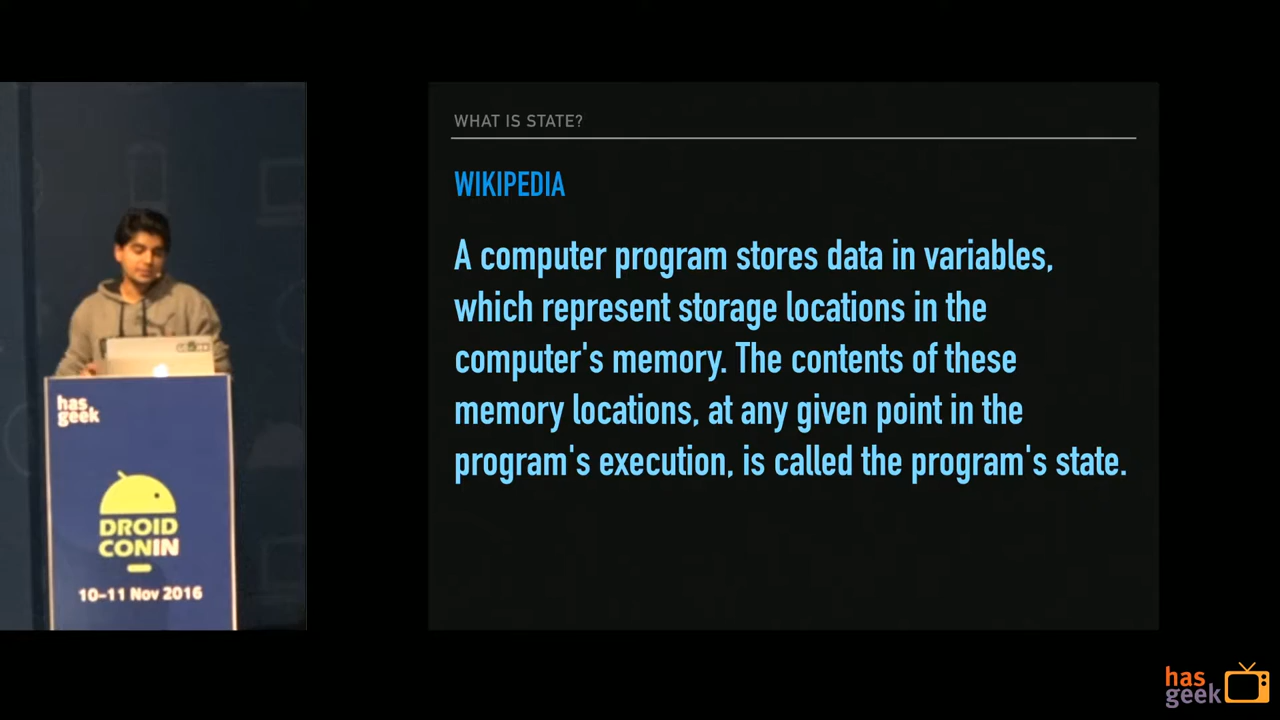 WHAT IS STATE?
WIKIPEDIA
A computer program stores data in variables,
which represent storage locations in the
computer's memory. The contents of these
memory locations, at any given point in the
program's execution, is called the program's state.
has
geek
DROID
CONIN
10-11 Nov 2016
has
geek